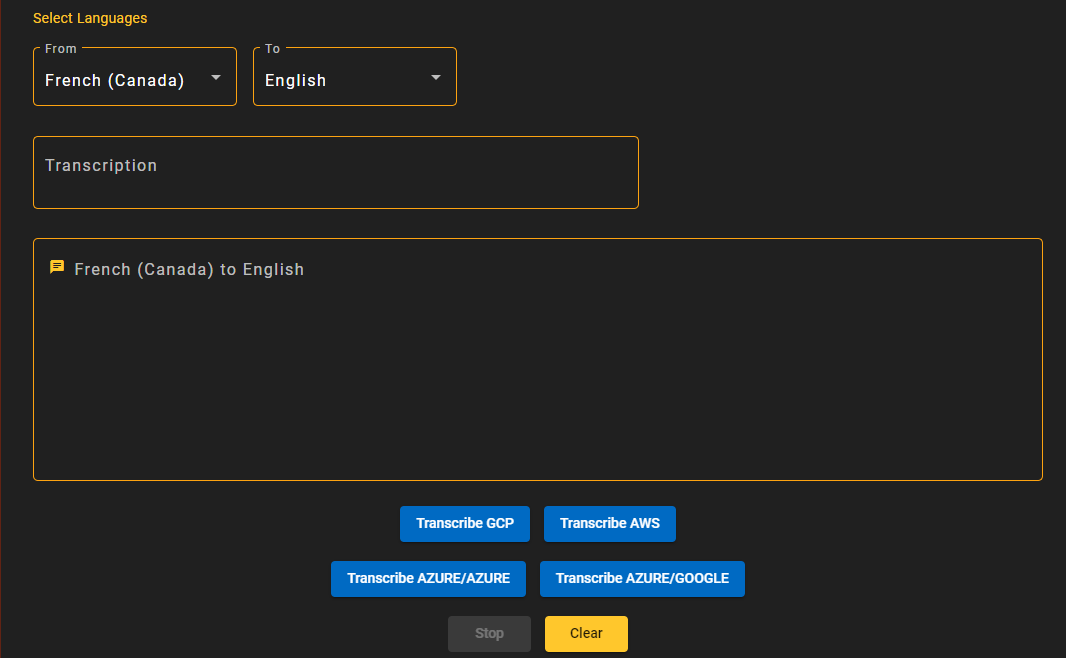 Select Languages
From To
French (Canada) English
Transcription
French (Canada) to English
Transcribe GCP Transcribe AWS
Transcribe AZURE/AZURE Transcribe AZURE/GOOGLE
Stop Clear